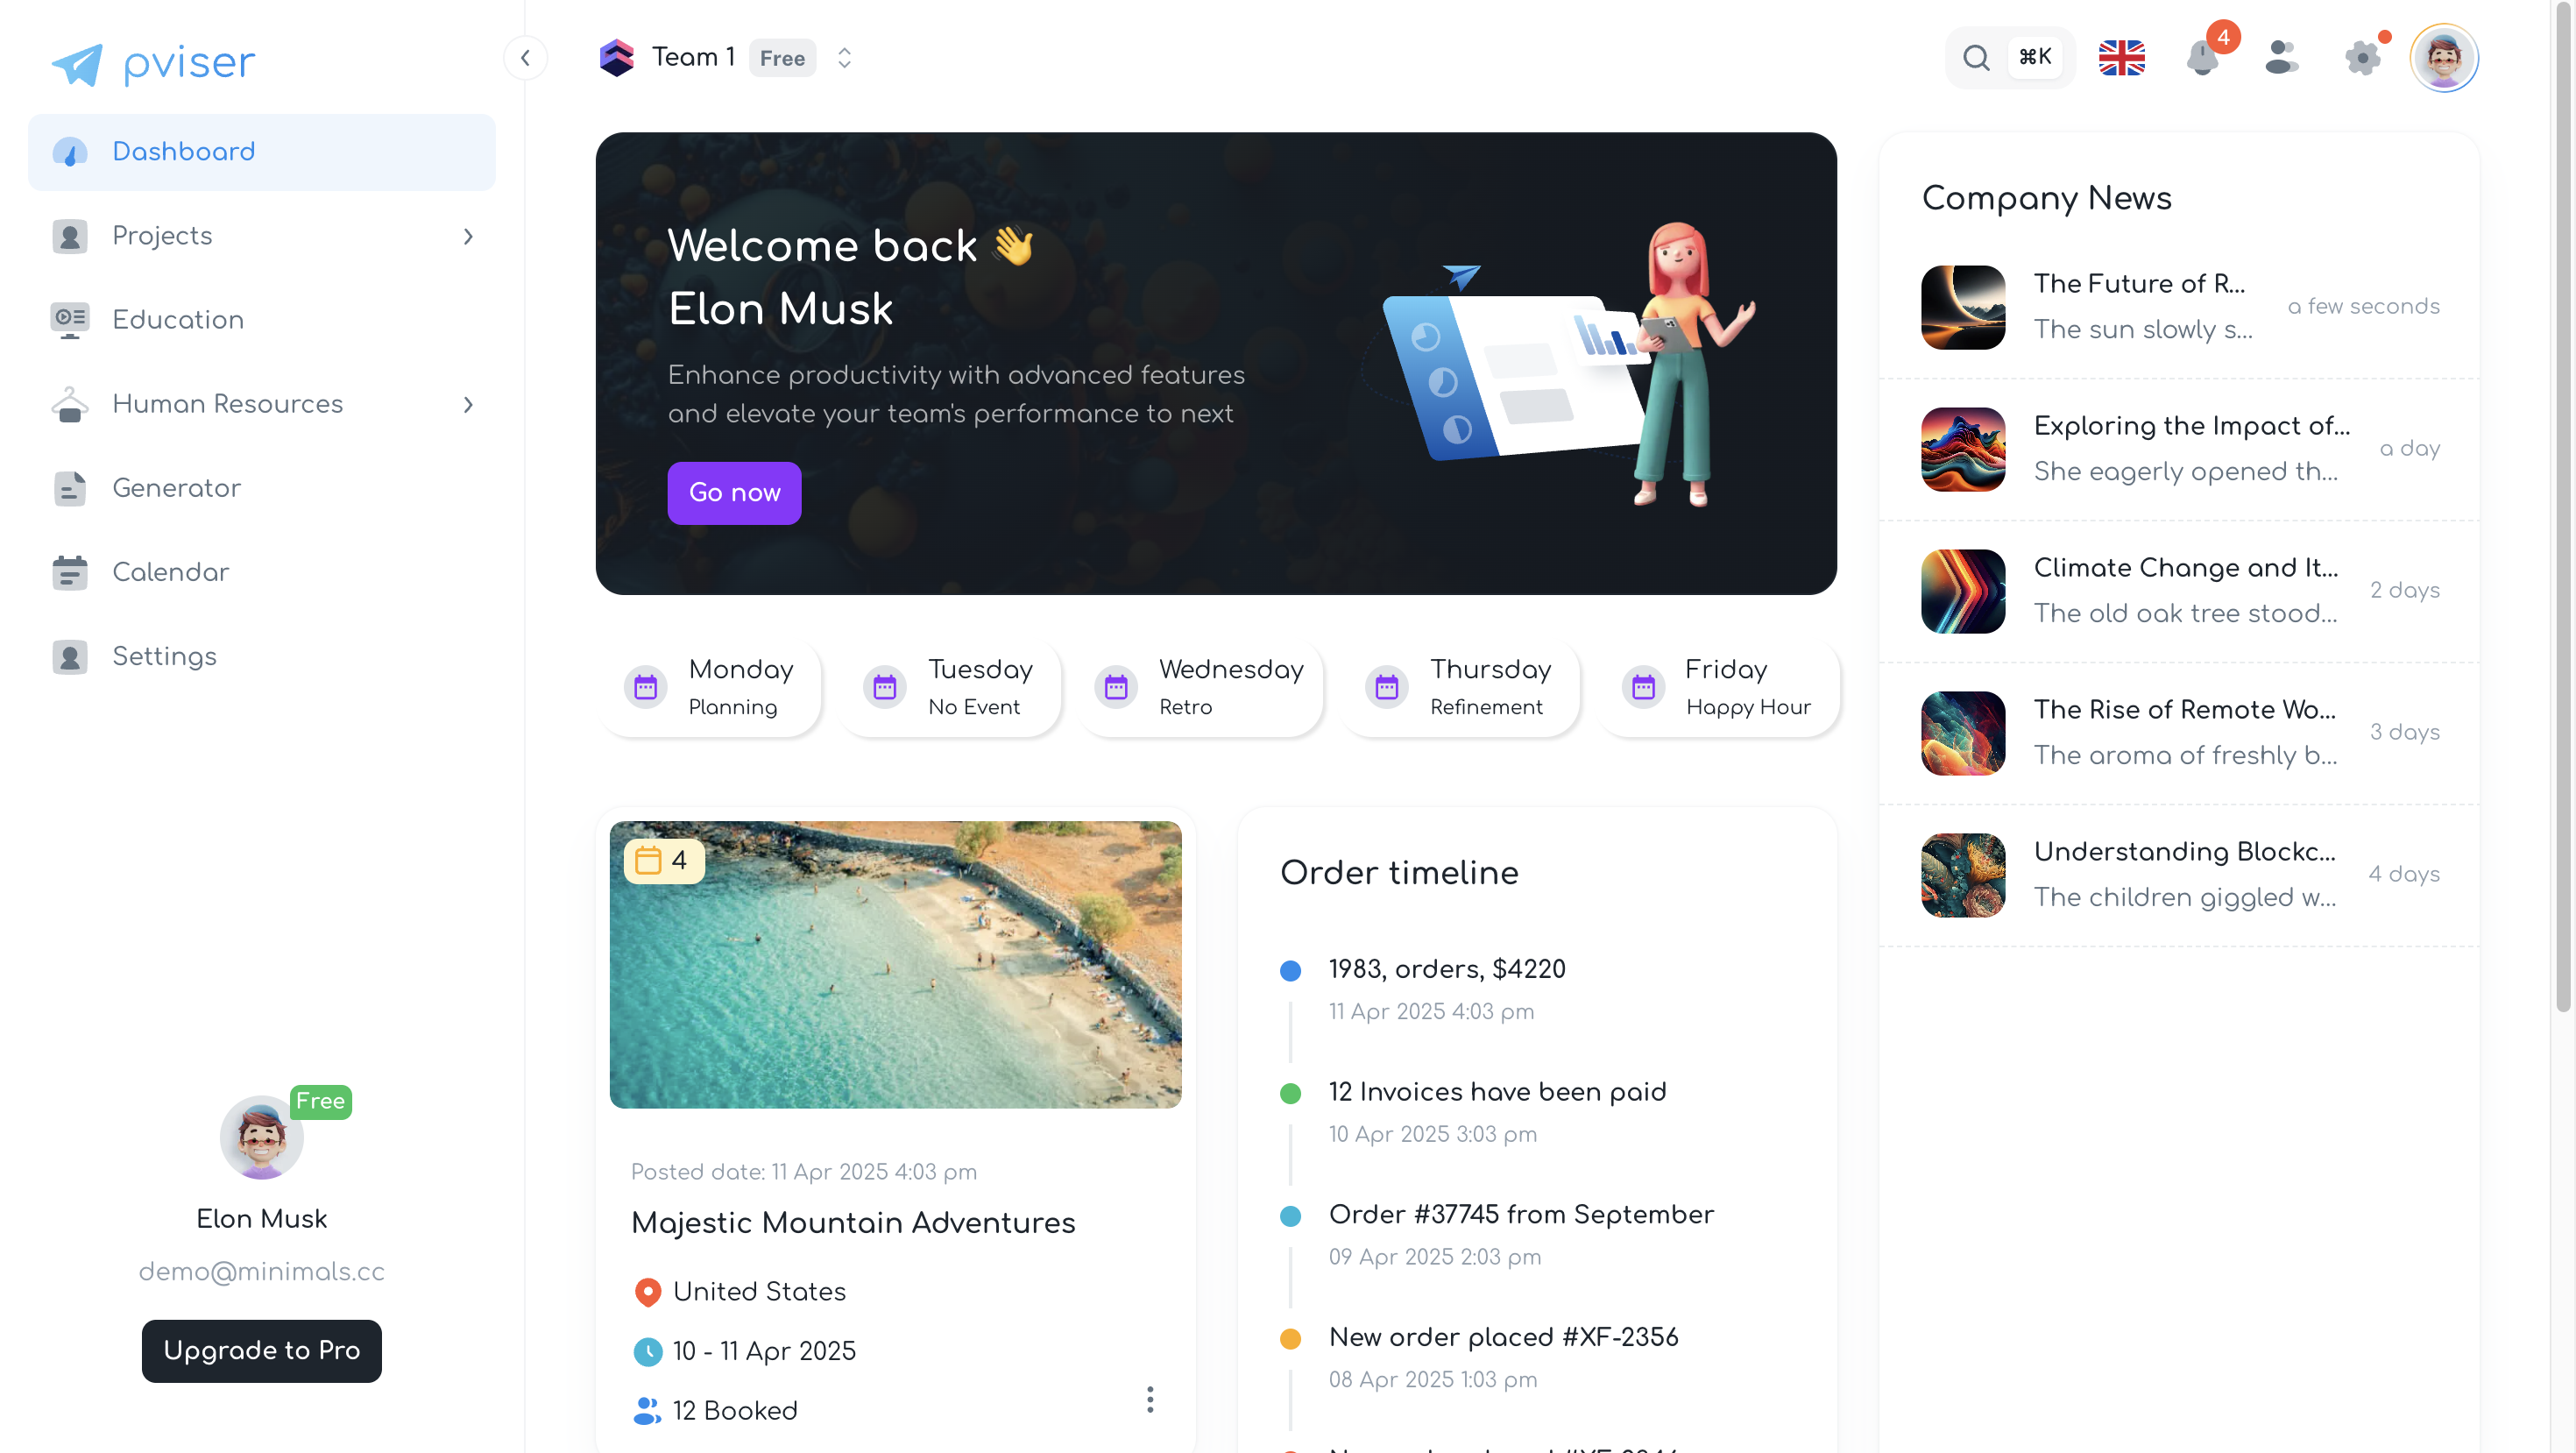 pviser
Dashboard
Projects
Education
Human Resources
Generator
Calendar
Settings
Free
Elon Musk
demo@minimals.cc
Upgrade to Pro
Team 1
Free
⌘K
4
Welcome back 👋
Elon Musk
Enhance productivity with advanced features
and elevate your team's performance to next
Go now
Monday
Planning
Tuesday
No Event
Wednesday
Retro
Thursday
Refinement
Friday
Happy Hour
4
Posted date: 11 Apr 2025 4:03 pm
Majestic Mountain Adventures
United States
10 - 11 Apr 2025
12 Booked
Order timeline
1983, orders, $4220
11 Apr 2025 4:03 pm
12 Invoices have been paid
10 Apr 2025 3:03 pm
Order #37745 from September
09 Apr 2025 2:03 pm
New order placed #XF-2356
08 Apr 2025 1:03 pm
Company News
The Future of R...
The sun slowly s...
a few seconds
Exploring the Impact of...
She eagerly opened th...
a day
Climate Change and It...
The old oak tree stood...
2 days
The Rise of Remote Wo...
The aroma of freshly b...
3 days
Understanding Blockc...
The children giggled w...
4 days